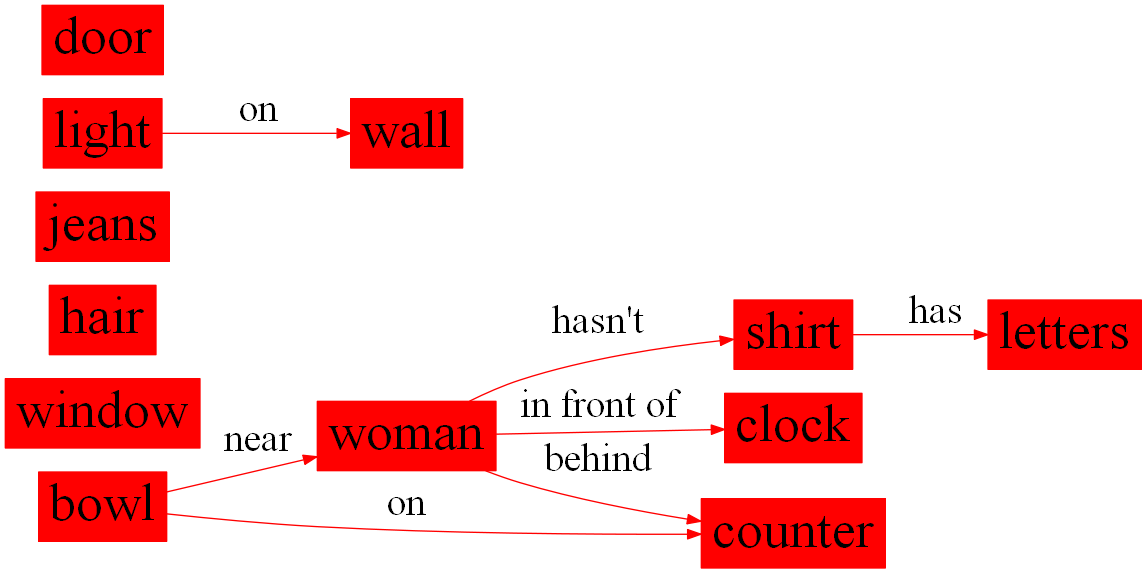 door
light
on
wall
jeans
hair
hasn't
shirt
has
letters
window
near
woman
in front of
clock
behind
bowl
on
counter